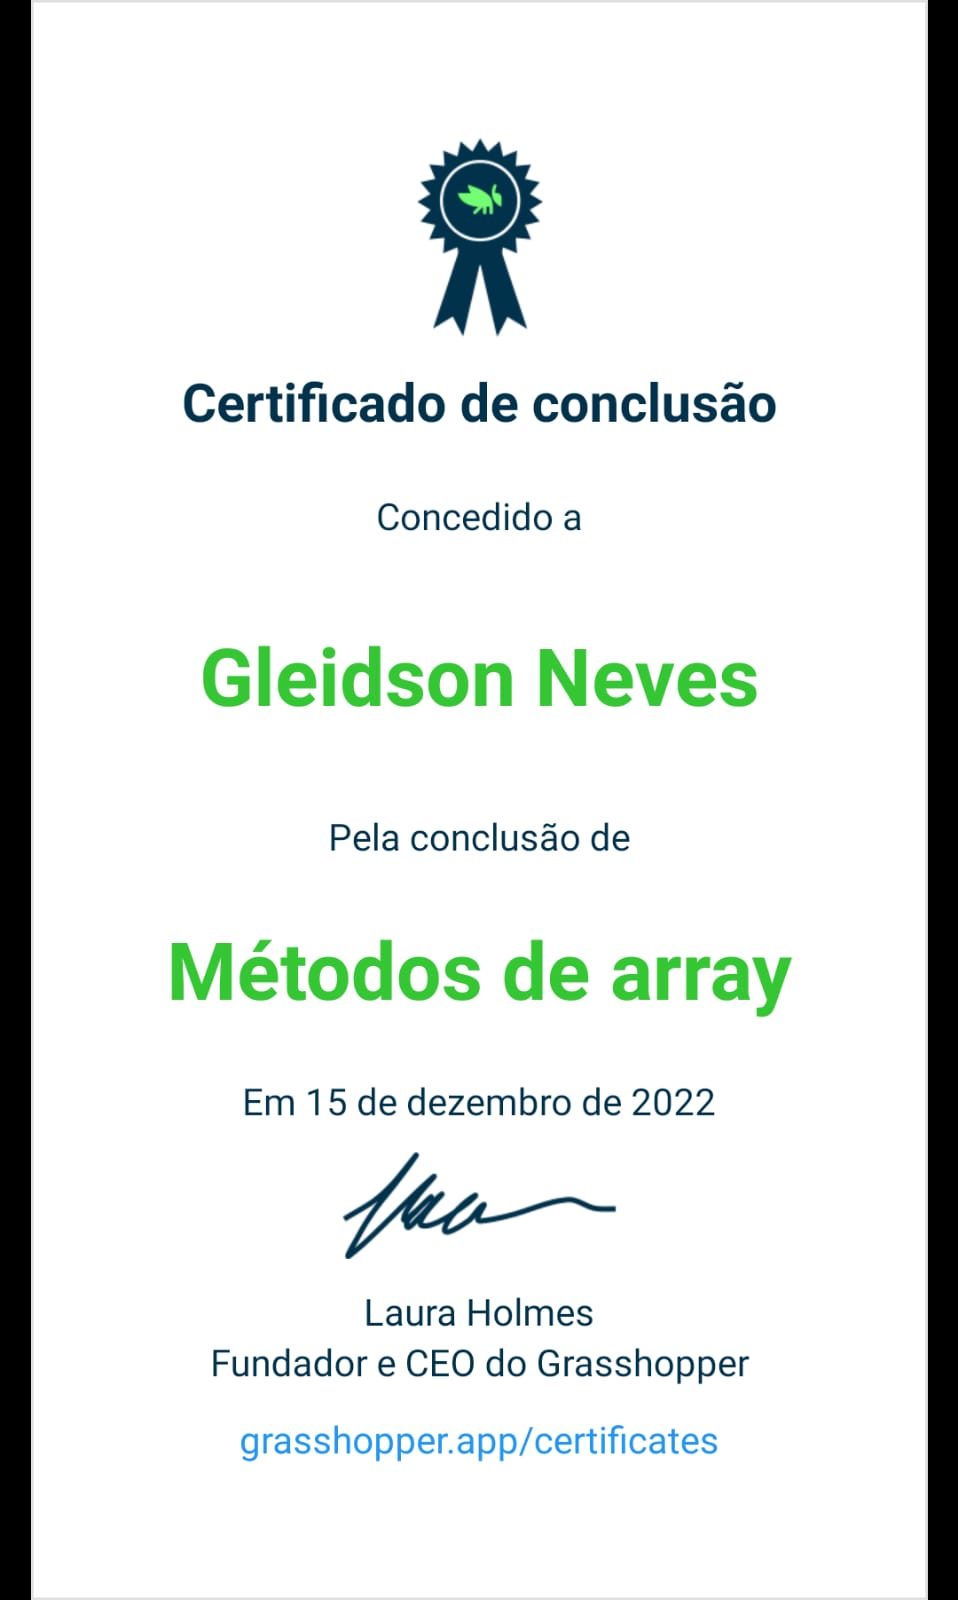 Certificado de conclusão
Concedido a
Gleidson Neves
Pela conclusão de
Métodos de array
Em 15 de dezembro de 2022
Laura Holmes
Fundador e CEO do Grasshopper
grasshopper.app/certificates